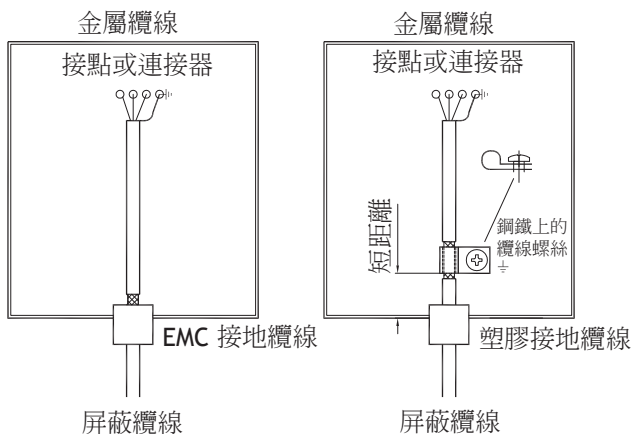 金屬纜線
接點或連接器
EMC 接地纜線
屏蔽纜線
金屬纜線
接點或連接器
短距離
鋼鐵上的
纜線螺絲
塑膠接地纜線
屏蔽纜線